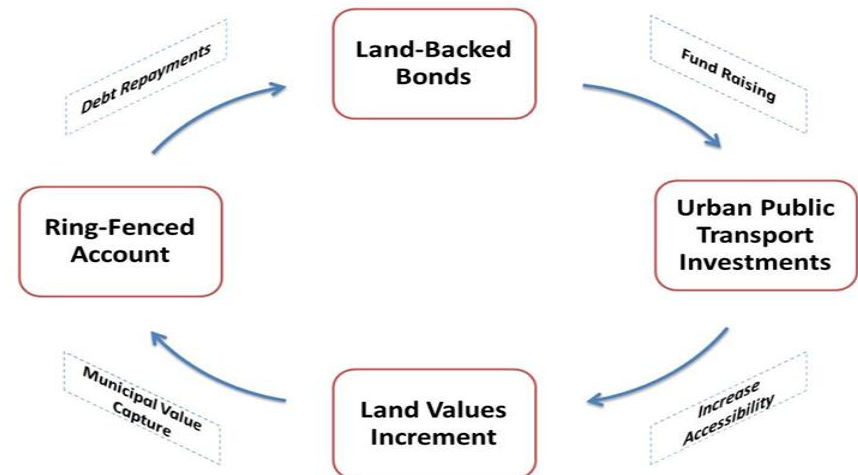 Land-Backed
Bonds
Debt Repayments
Fund Raising
Ring-Fenced
Account
Urban Public
Transport
Investments
Municipal Value
Capture
Land Values
Increment
Increase
Accessibility